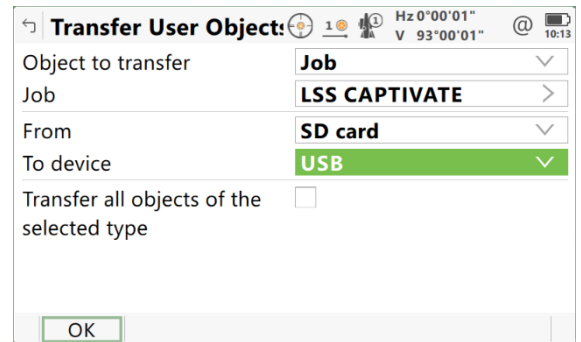 Transfer User Objects 1 1 Hz 0°00'01" @
V 93°00'01" 10:13
Object to transfer Job
Job LSS CAPTIVATE
From SD card
To device USB
Transfer all objects of the
selected type
OK